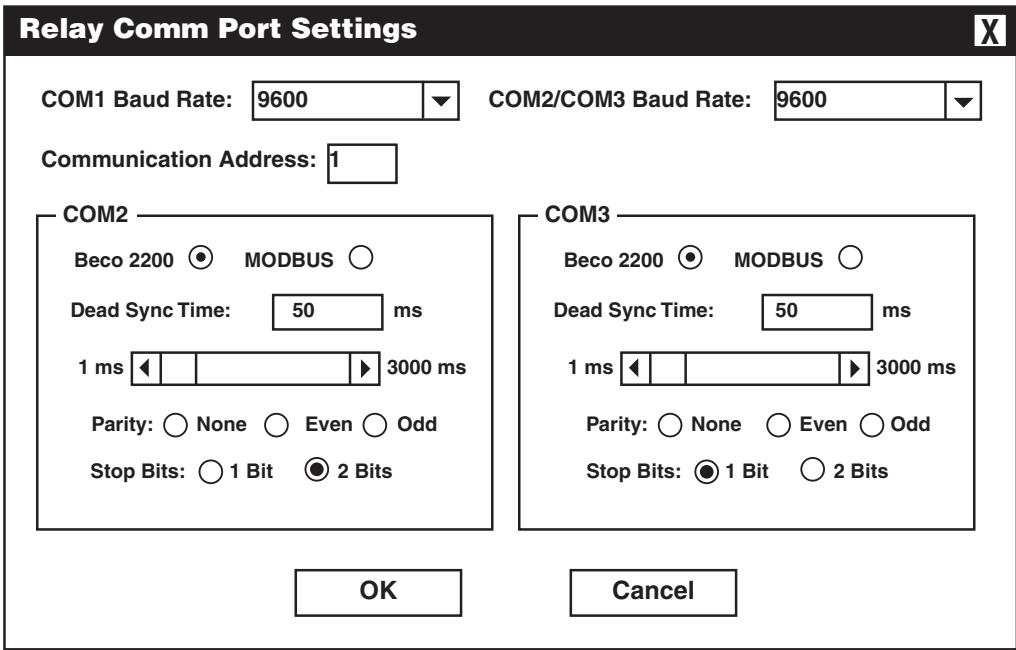 Relay Comm Port Settings X
COM1 Baud Rate: 9600 COM2/COM3 Baud Rate: 9600
Communication Address: 1
COM2
Beco 2200 MODBUS
Dead Sync Time: 50 ms
1 ms 3000 ms
Parity: None Even Odd
Stop Bits: 1 Bit 2 Bits
COM3
Beco 2200 MODBUS
Dead Sync Time: 50 ms
1 ms 3000 ms
Parity: None Even Odd
Stop Bits: 1 Bit 2 Bits
OK Cancel